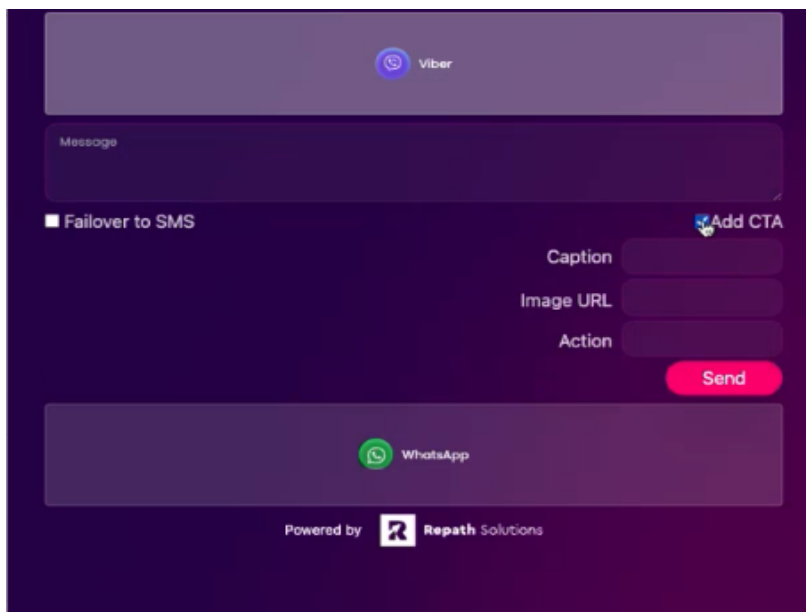 Viber
Message
Failover to SMS
Add CTA
Caption
Image URL
Action
Send
WhatsApp
Powered by Repath Solutions